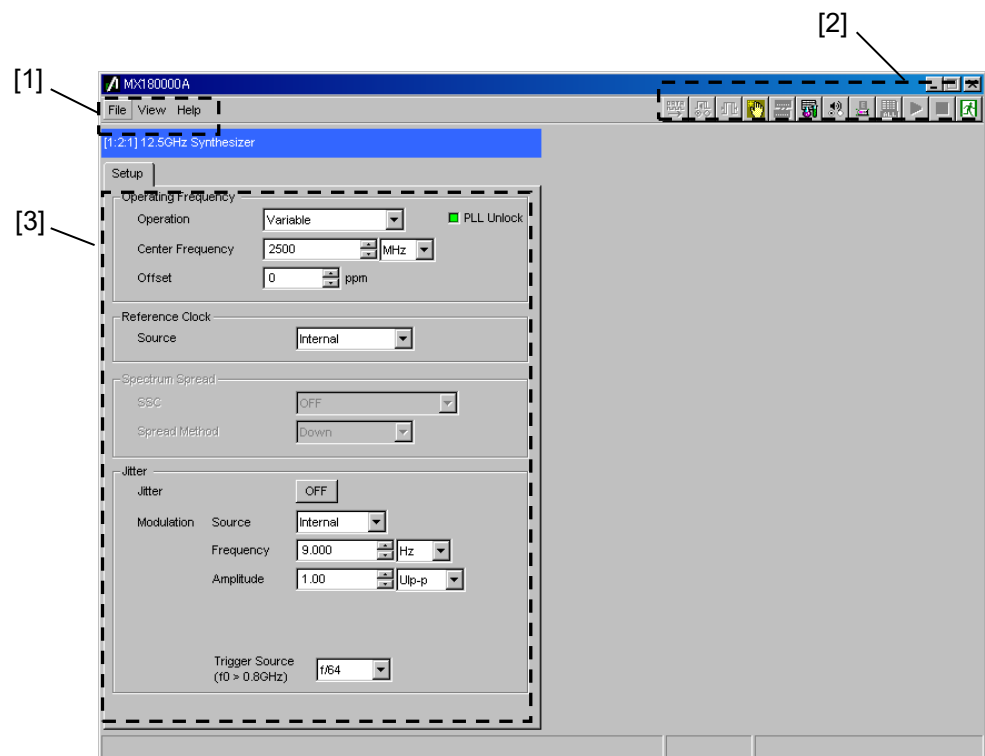 [2]
[1]
MX180000A
File View Help
[1:2:1] 12.5GHz Synthesizer
Setup
[3]
Operating Frequency
Operation Variable PLL Unlock
Center Frequency 2500 MHz
Offset 0 ppm
Reference Clock
Source Internal
Spectrum Spread
SSC OFF
Spread Method Down
Jitter
Jitter OFF
Modulation Source Internal
Frequency 9.000 Hz
Amplitude 1.00 UIp-p
Trigger Source
(f0 > 0.8GHz) f/64